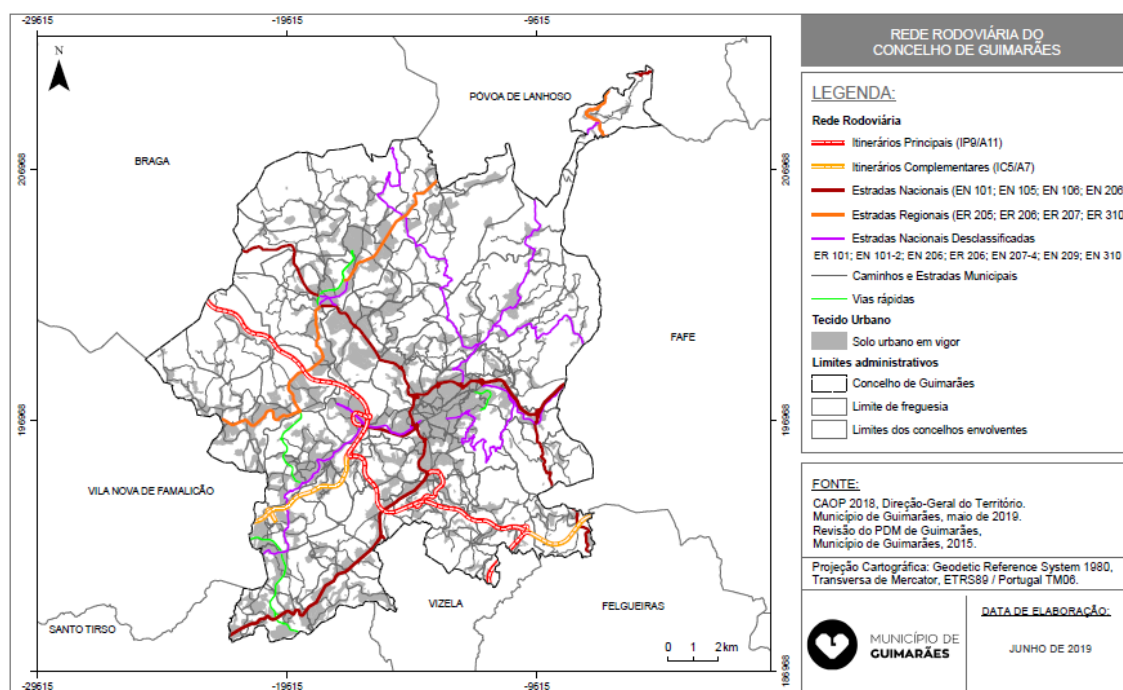 -29615
-19615
-9615
REDE RODOVIÁRIA DO
CONCELHO DE GUIMARÃES
N
PÓVOA DE LANHOSO
BRAGA
206968
206968
FAFE
196968
196968
VILA NOVA DE FAMALICÃO
VIZELA
FELGUEIRAS
SANTO TIRSO
0 1 2 km
186968
-29615
-19615
-9615
LEGENDA:
Rede Rodoviária
Itinerários Principais (IP9/A11)
Itinerários Complementares (IC5/A7)
Estradas Nacionais (EN 101; EN 105; EN 106; EN 206
Estradas Regionais (ER 205; ER 206; ER 207; ER 310
Estradas Nacionais Desclassificadas
ER 101; EN 101-2; EN 206; ER 206; EN 207-4; EN 209; EN 310
Caminhos e Estradas Municipais
Vias rápidas
Tecido Urbano
Solo urbano em vigor
Limites administrativos
Concelho de Guimarães
Limite de freguesia
Limites dos concelhos envolventes
FONTE:
CAOP 2018, Direção-Geral do Território.
Município de Guimarães, maio de 2019.
Revisão do PDM de Guimarães,
Município de Guimarães, 2015.
Projeção Cartográfica: Geodetic Reference System 1980,
Transversa de Mercator, ETRS89 / Portugal TM06.
MUNICÍPIO DE
GUIMARÃES
DATA DE ELABORAÇÃO:
JUNHO DE 2019